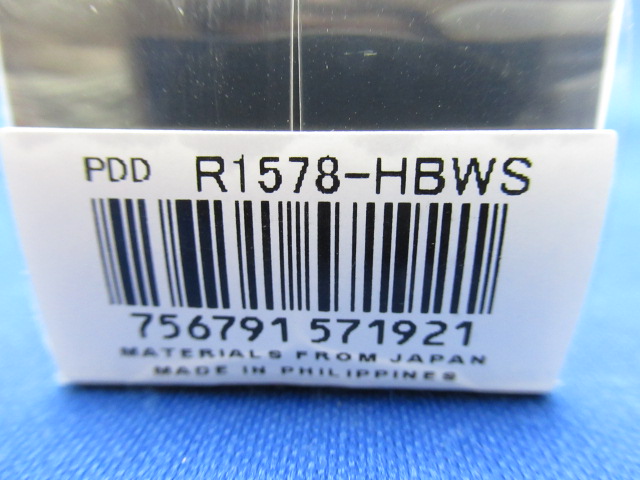 PDD R1578-HBWS
756791 571921
MATERIALS FROM JAPAN
MADE IN PHILIPPINES